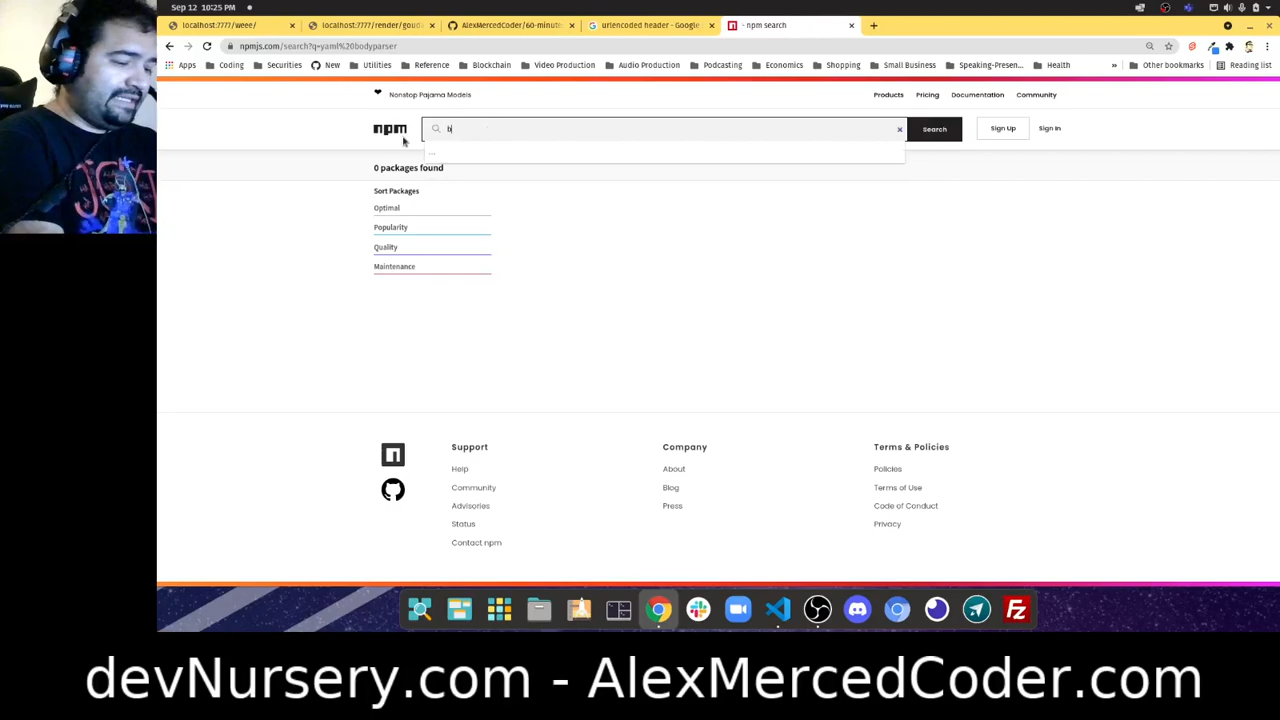 Sep 12 10:25 PM
localhost:7777/weee/
localhost:7777/render/goud
AlexMercedCoder/60-minute
urlencoded header - Google
- npm search
npmjs.com/search?q=yaml%20bodyparser
Apps Coding Securities New Utilities Reference Blockchain Video Production Audio Production Podcasting Economics Shopping Small Business Speaking-Presen... Health » Other bookmarks Reading list
❤ Nonstop Pajama Models
Products Pricing Documentation Community
npm
b
Search
Sign Up
Sign In
...
0 packages found
Sort Packages
Optimal
Popularity
Quality
Maintenance
Support
Help
Community
Advisories
Status
Contact npm
Company
About
Blog
Press
Terms & Policies
Policies
Terms of Use
Code of Conduct
Privacy
devNursery.com - AlexMercedCoder.com